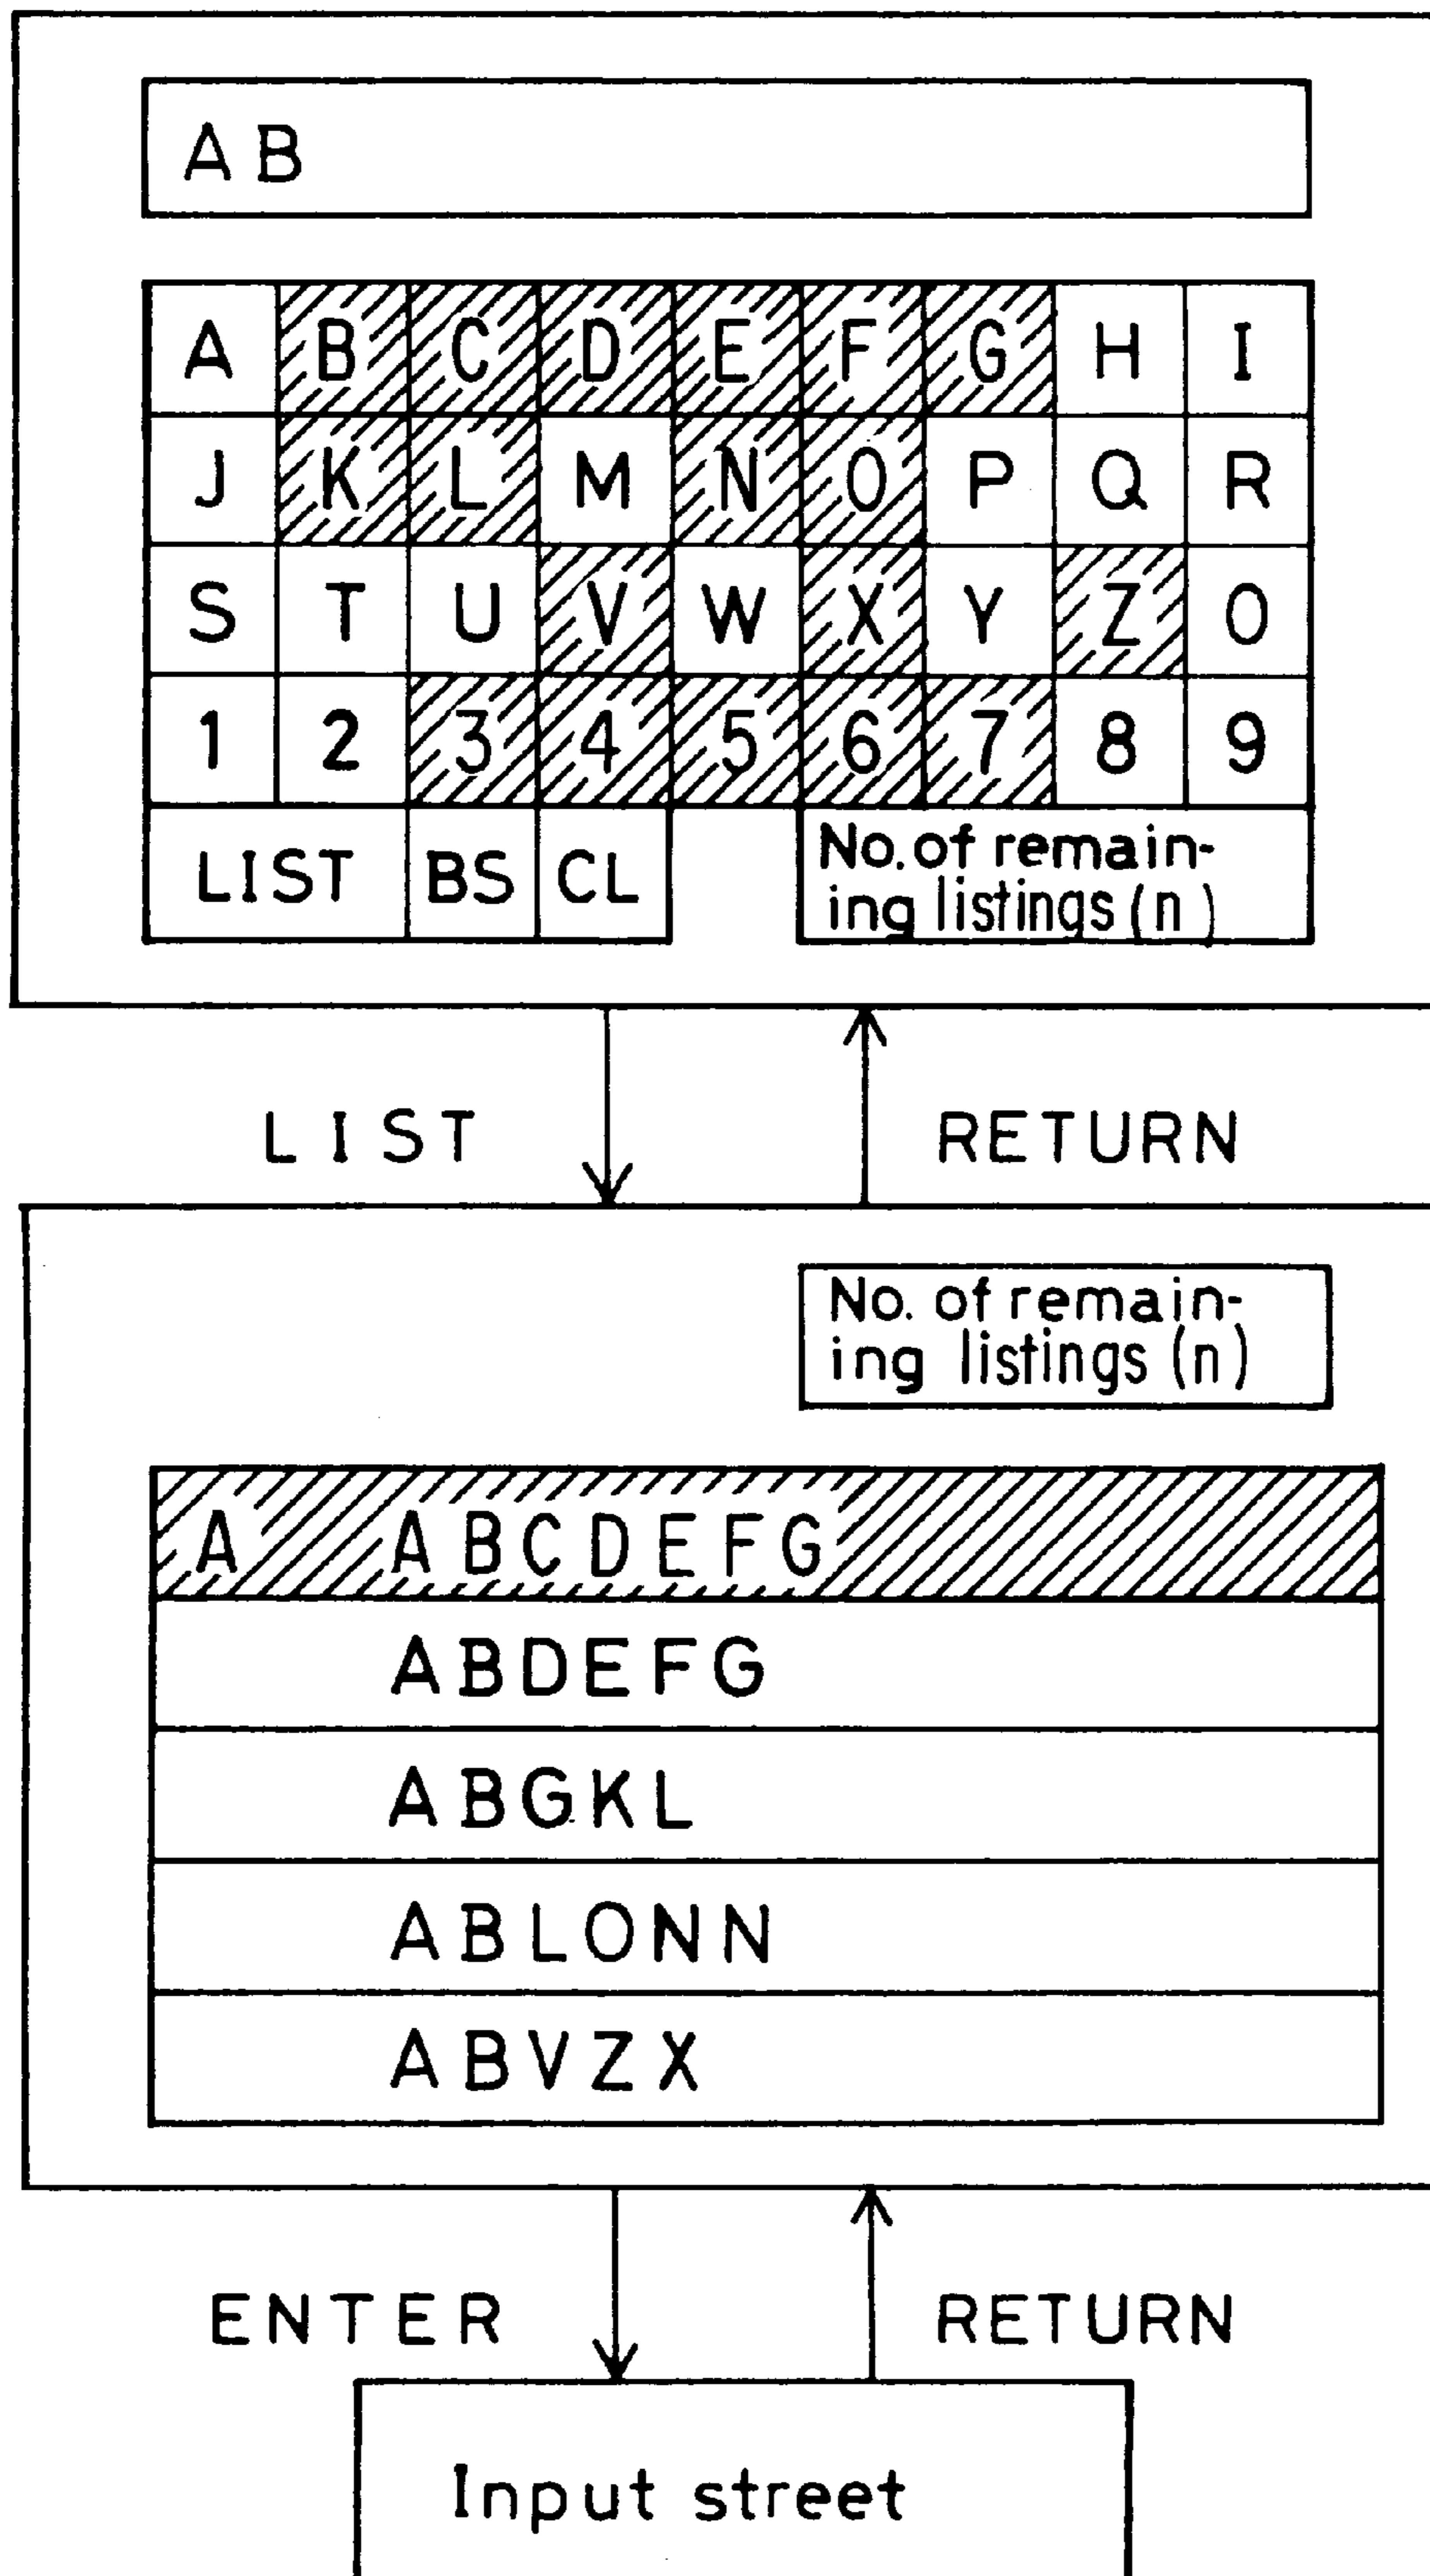 AB
A B C D E F G H I
J K L M N O P Q R
S T U V W X Y Z 0
1 2 3 4 5 6 7 8 9
LIST BS CL
No. of remain-
ing listings (n)
LIST RETURN
No. of remain-
ing listings (n)
A ABCDEFG
ABDEFG
ABGKL
ABLONN
ABVZX
ENTER RETURN
Input street